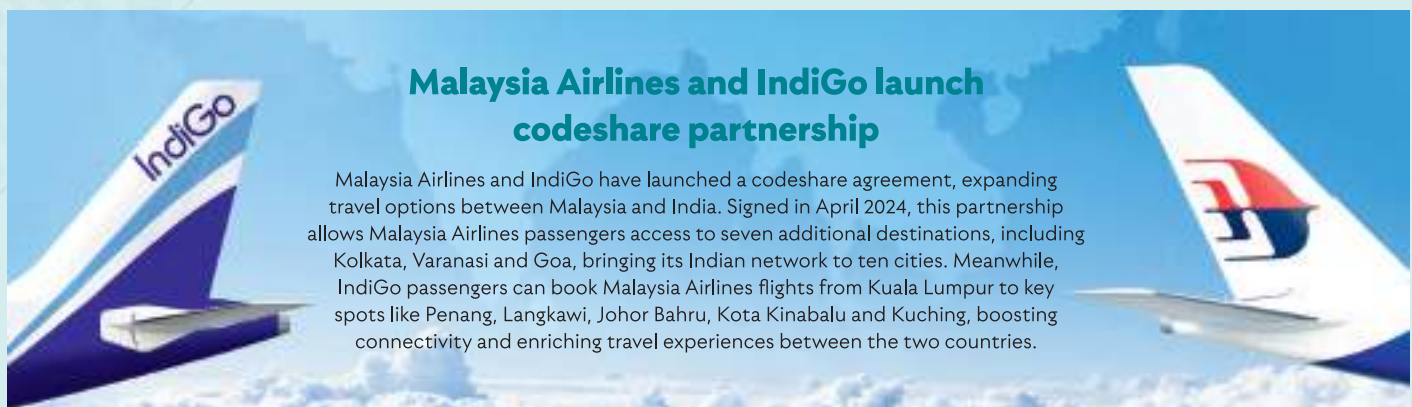 Malaysia Airlines and IndiGo launch
codeshare partnership
IndiGo
Malaysia Airlines and IndiGo have launched a codeshare agreement, expanding
travel options between Malaysia and India. Signed in April 2024, this partnership
allows Malaysia Airlines passengers access to seven additional destinations, including
Kolkata, Varanasi and Goa, bringing its Indian network to ten cities. Meanwhile,
IndiGo passengers can book Malaysia Airlines flights from Kuala Lumpur to key
spots like Penang, Langkawi, Johor Bahru, Kota Kinabalu and Kuching, boosting
connectivity and enriching travel experiences between the two countries.